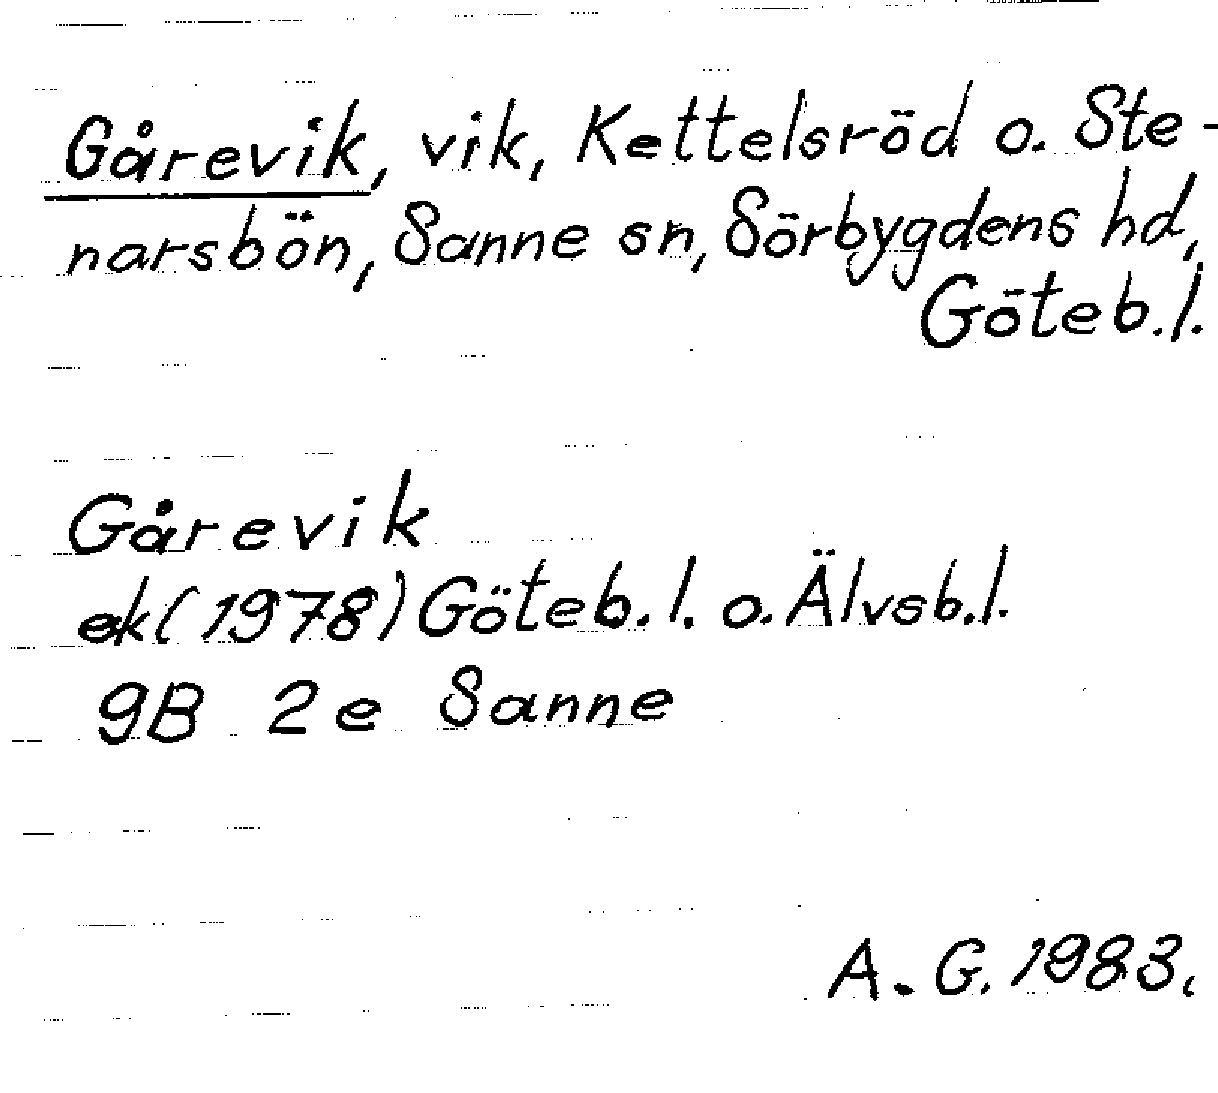 Gårevik, vik, Kettelsröd o. Ste-
narsbön, Sanne sn, Sörbygdens hd,
Göteb.l.
Gårevik
ek(1978) Göteb.l. o. Älvsb.l.
9B 2e Sanne
A. G. 1983.